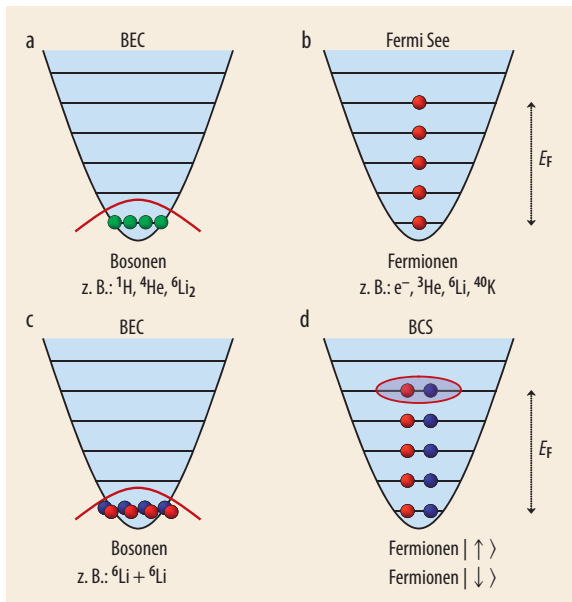 a
BEC
Bosonen
z. B.: ¹H, ⁴He, ⁶Li₂
b
Fermi See
E_F
Fermionen
z. B.: e⁻, ³He, ⁶Li, ⁴⁰K
c
BEC
Bosonen
z. B.: ⁶Li + ⁶Li
d
BCS
E_F
Fermionen | ↑ ⟩
Fermionen | ↓ ⟩